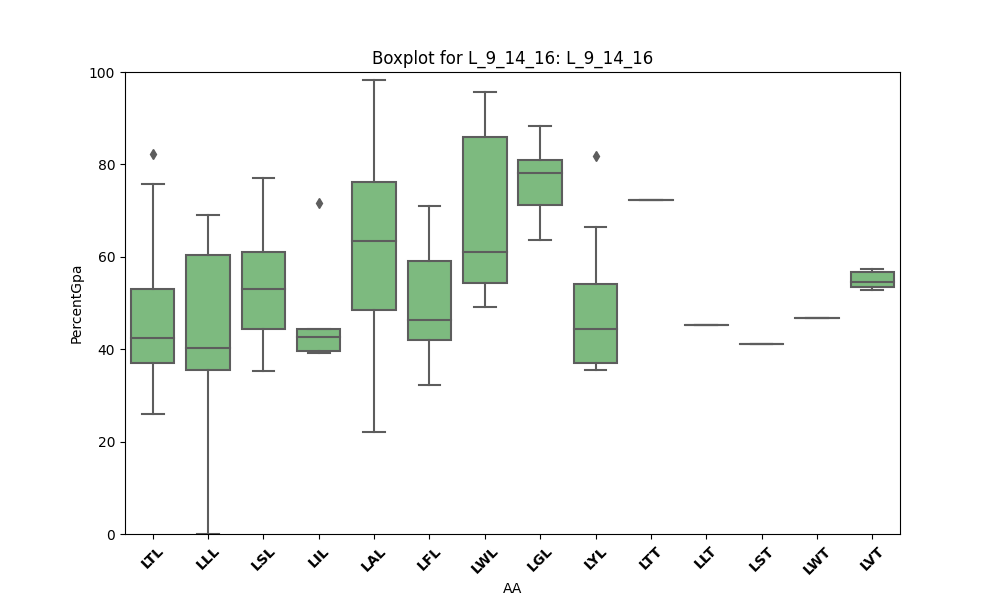 Boxplot for L_9_14_16: L_9_14_16
100
80
60
40
20
0
PercentGpa
LTL LLL LSL LIL LAL LFL LWL LGL LYL LTT LLT LST LWT LVT
AA